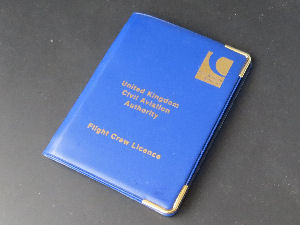 United Kingdom
Civil Aviation
Authority
Flight Crew Licence